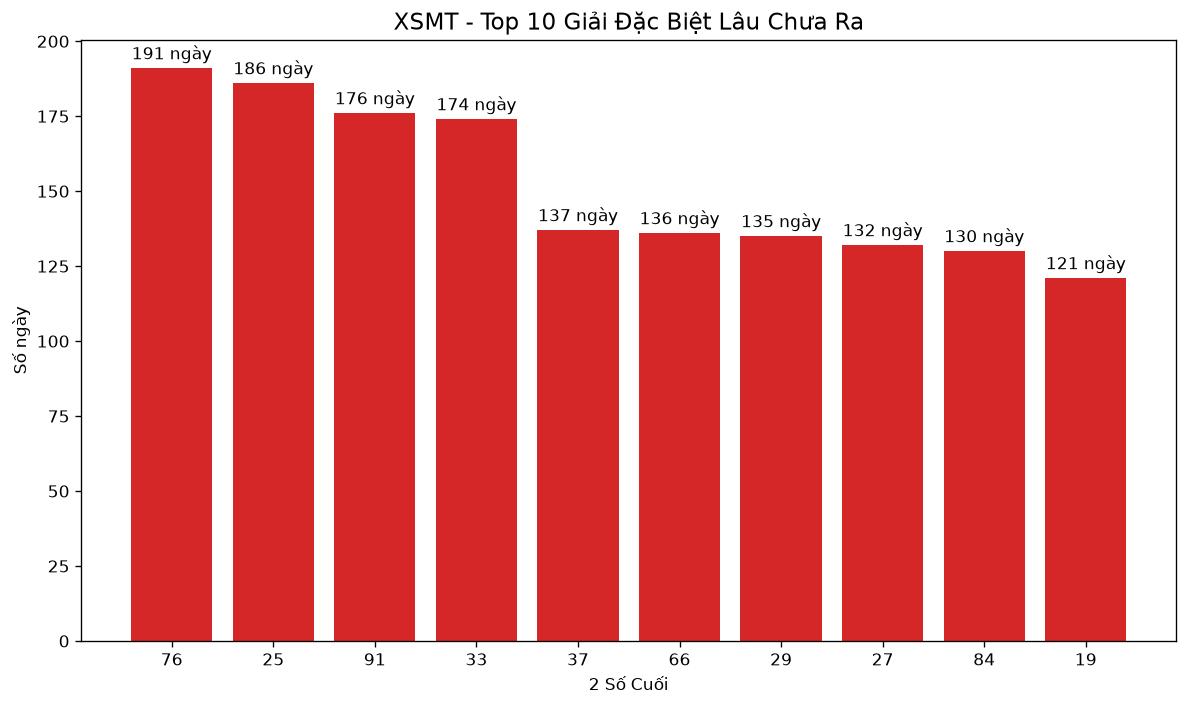 XSMT - Top 10 Giải Đặc Biệt Lâu Chưa Ra
200
175
150
125
100
75
50
25
0
Số ngày
191 ngày
186 ngày
176 ngày
174 ngày
137 ngày
136 ngày
135 ngày
132 ngày
130 ngày
121 ngày
76 25 91 33 37 66 29 27 84 19
2 Số Cuối